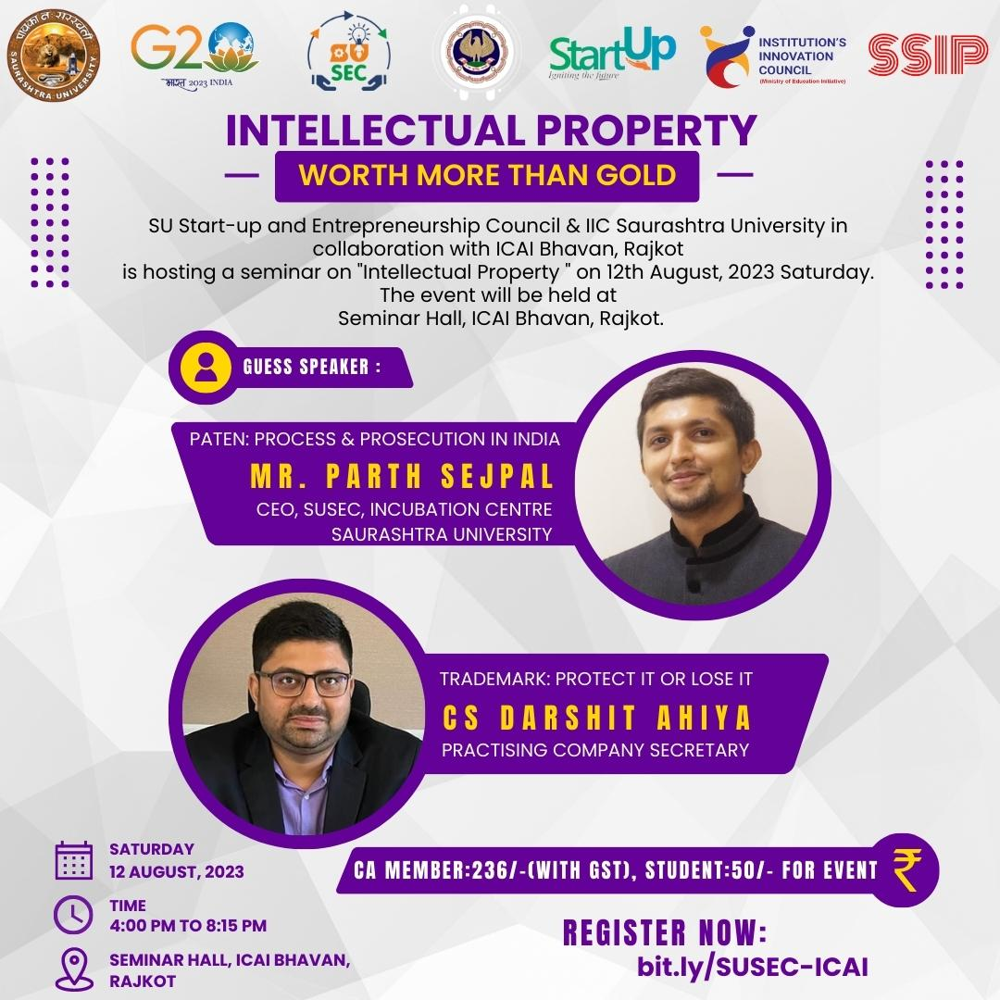 पावका नः सरस्वती
SAURASHTRA UNIVERSITY
G20
भारत 2023 INDIA
SU
SEC
StartUp
Igniting the future
INSTITUTION'S
INNOVATION
COUNCIL
(Ministry of Education Initiative)
SSIP
INTELLECTUAL PROPERTY
WORTH MORE THAN GOLD
SU Start-up and Entrepreneurship Council & IIC Saurashtra University in
collaboration with ICAI Bhavan, Rajkot
is hosting a seminar on "Intellectual Property " on 12th August, 2023 Saturday.
The event will be held at
Seminar Hall, ICAI Bhavan, Rajkot.
GUESS SPEAKER :
PATEN: PROCESS & PROSECUTION IN INDIA
MR. PARTH SEJPAL
CEO, SUSEC, INCUBATION CENTRE
SAURASHTRA UNIVERSITY
TRADEMARK: PROTECT IT OR LOSE IT
CS DARSHIT AHIYA
PRACTISING COMPANY SECRETARY
SATURDAY
12 AUGUST, 2023
TIME
4:00 PM TO 8:15 PM
SEMINAR HALL, ICAI BHAVAN,
RAJKOT
CA MEMBER:236/-(WITH GST), STUDENT:50/- FOR EVENT
₹
REGISTER NOW:
bit.ly/SUSEC-ICAI